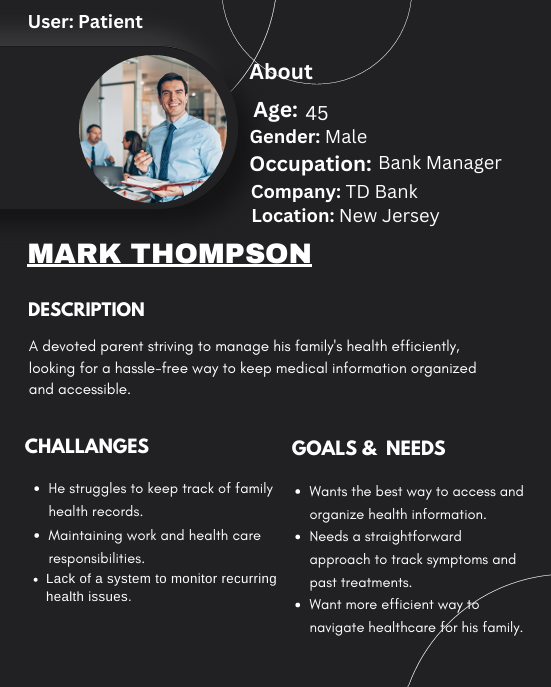 User: Patient
About
Age: 45
Gender: Male
Occupation: Bank Manager
Company: TD Bank
Location: New Jersey
MARK THOMPSON
DESCRIPTION
A devoted parent striving to manage his family's health efficiently,
looking for a hassle-free way to keep medical information organized
and accessible.
CHALLANGES
• He struggles to keep track of family
health records.
• Maintaining work and health care
responsibilities.
• Lack of a system to monitor recurring
health issues.
GOALS & NEEDS
• Wants the best way to access and
organize health information.
• Needs a straightforward
approach to track symptoms and
past treatments.
• Want more efficient way to
navigate healthcare for his family.